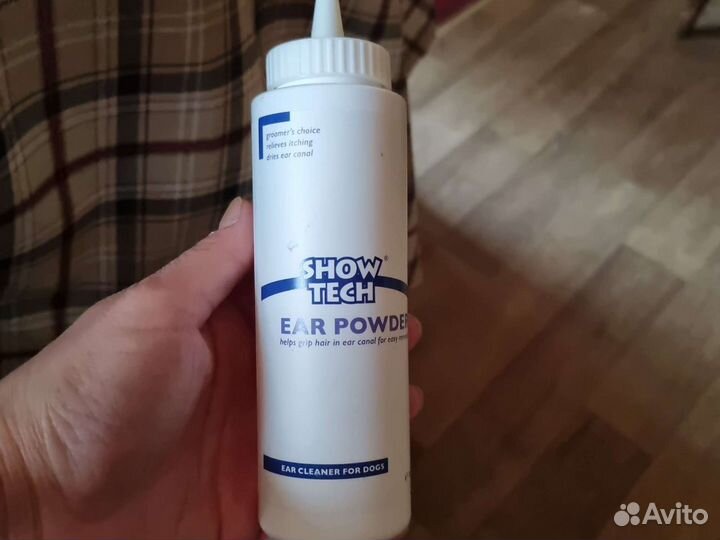 groomer's choice
relieves itching
dries ear canal
SHOW®
TECH
EAR POWDER
helps grip hair in ear canal for easy
EAR CLEANER FOR DOGS
Avito